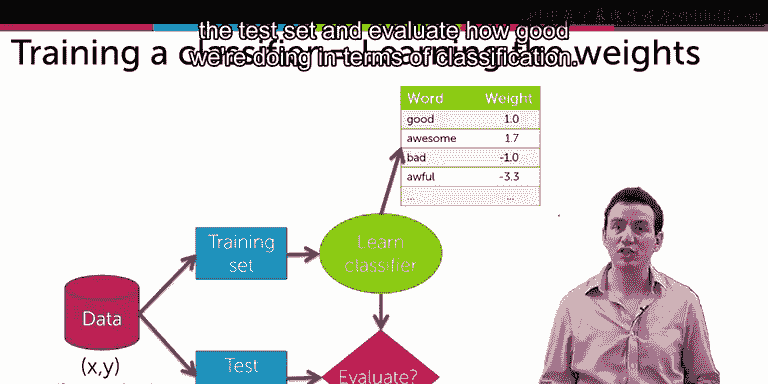 the test set and evaluate how good
we're doing in terms of classification.
Training a classifier = Learning the weights
Word Weight
good 1.0
awesome 1.7
bad -1.0
awful -3.3
... ...
Training
set
Learn
classifier
Data
(x,y)
Test
Evaluate?